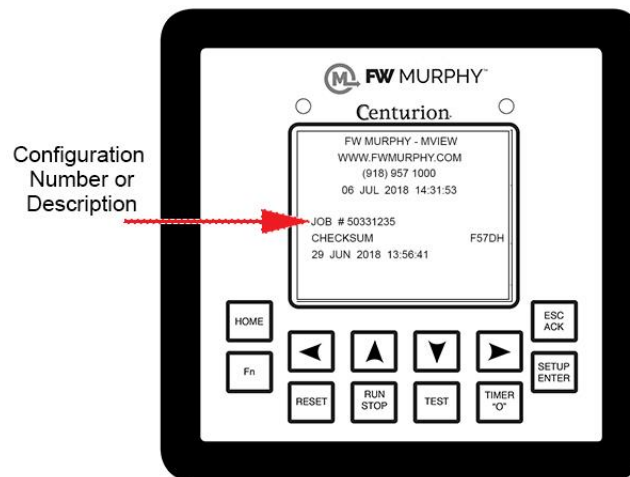 FW MURPHY™
Centurion
FW MURPHY - MVIEW
WWW.FWMURPHY.COM
(918) 957 1000
06 JUL 2018 14:31:53
Configuration
Number or
Description
JOB # 50331235
CHECKSUM F57DH
29 JUN 2018 13:56:41
HOME
ESC
ACK
Fn
SETUP
ENTER
RESET
RUN
STOP
TEST
TIMER
"O"